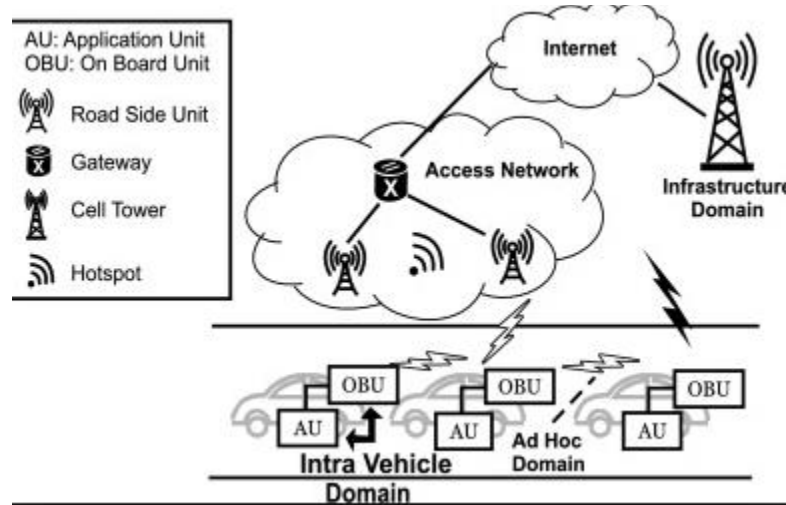 AU: Application Unit
OBU: On Board Unit
Road Side Unit
Gateway
Cell Tower
Hotspot
Internet
Access Network
X
X
Infrastructure
Domain
OBU
AU
OBU
AU
OBU
AU
Intra Vehicle
Domain
Ad Hoc
Domain